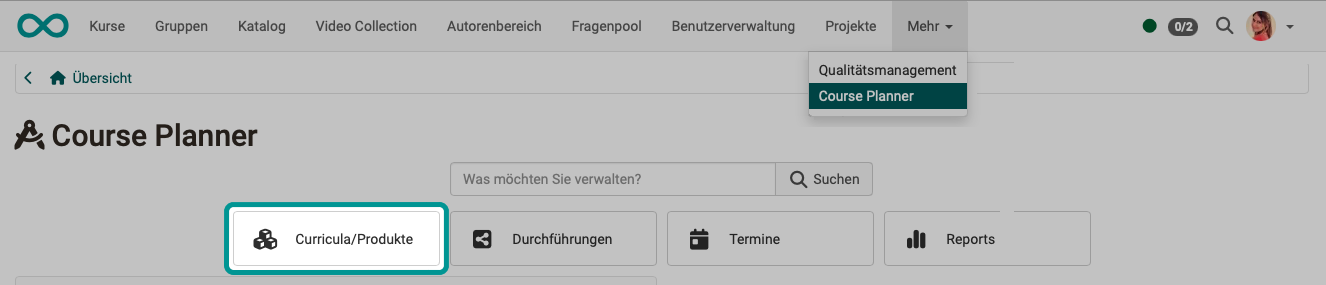 Kurse Gruppen Katalog Video Collection Autorenbereich Fragenpool Benutzerverwaltung Projekte Mehr 0/2
Qualitätsmanagement
Course Planner
Übersicht
Course Planner
Was möchten Sie verwalten? Suchen
Curricula/Produkte Durchführungen Termine Reports